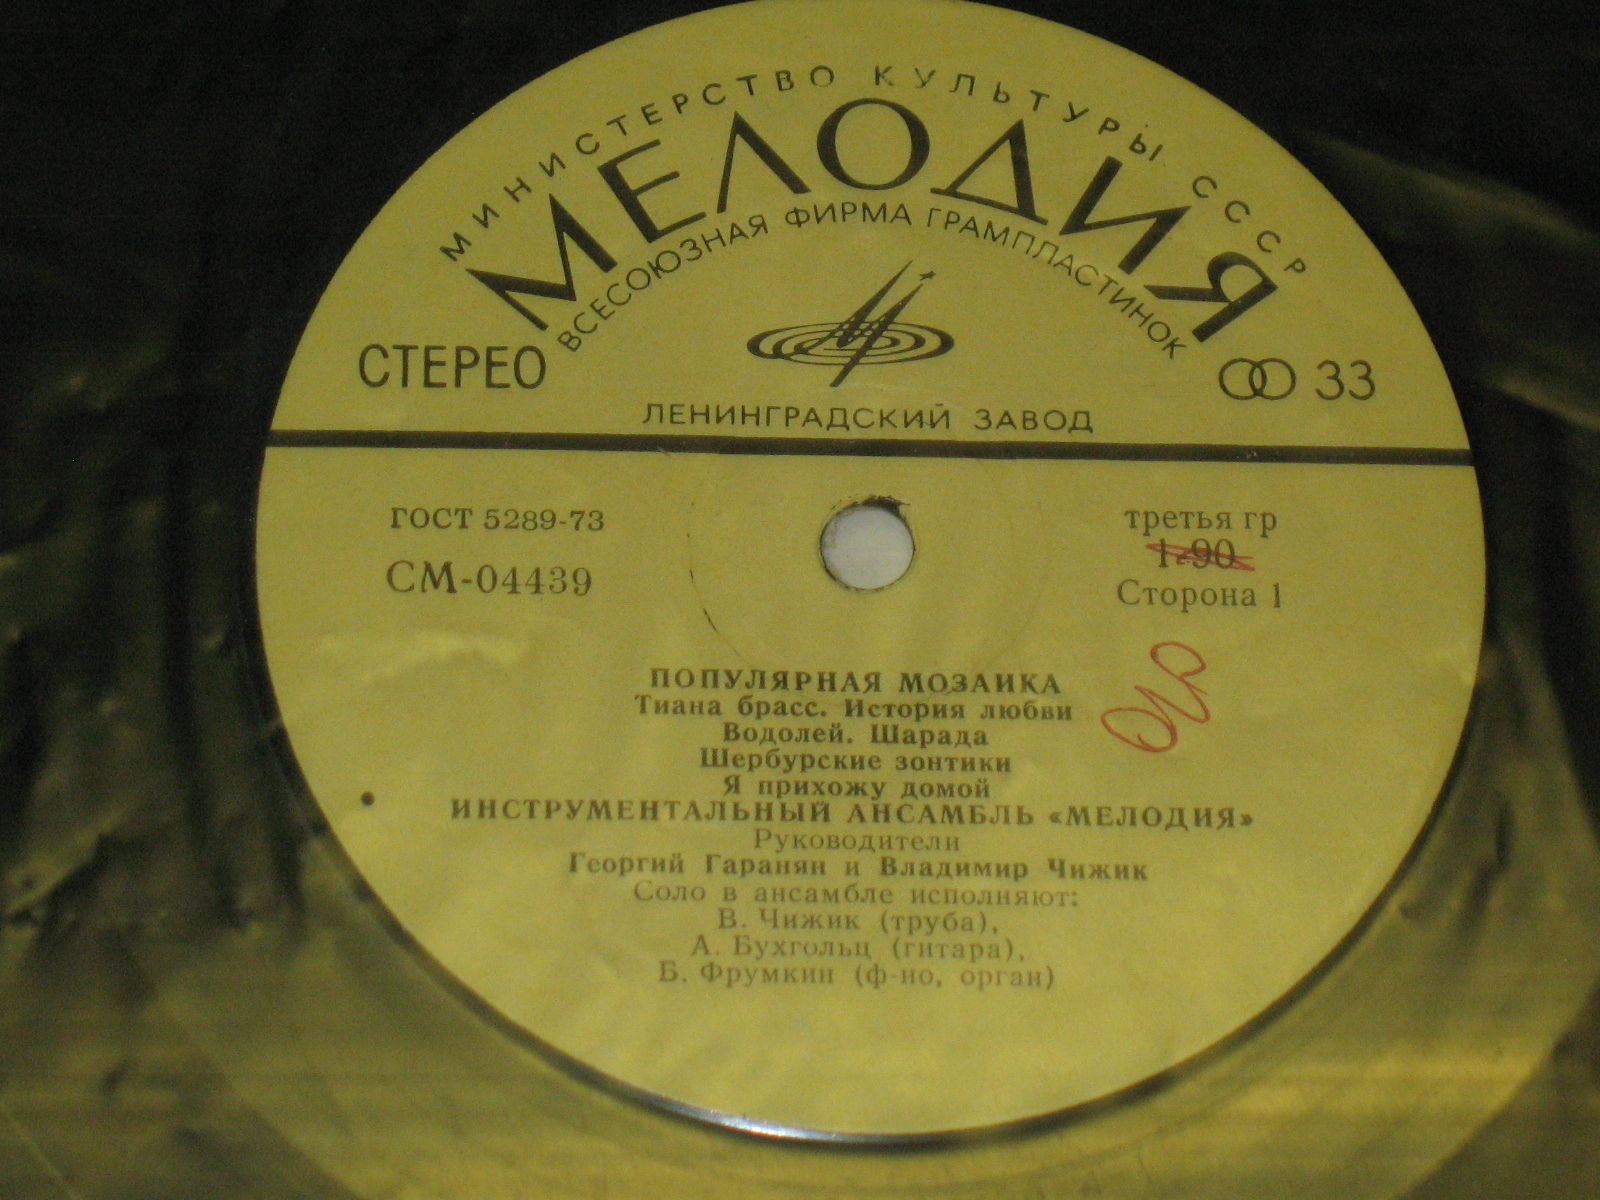 МИНИСТЕРСТВО КУЛЬТУРЫ СССР
МЕЛОДИЯ
ВСЕСОЮЗНАЯ ФИРМА ГРАМПЛАСТИНОК
СТЕРЕО
33
ЛЕНИНГРАДСКИЙ ЗАВОД
ГОСТ 5289-73
СМ-04439
третья гр
1-90
Сторона 1
ПОПУЛЯРНАЯ МОЗАИКА
Тиана брасс. История любви
Водолей. Шарада
Шербурские зонтики
Я прихожу домой
ИНСТРУМЕНТАЛЬНЫЙ АНСАМБЛЬ «МЕЛОДИЯ»
Руководители
Георгий Гаранян и Владимир Чижик
Соло в ансамбле исполняют:
В. Чижик (труба),
А. Бухгольц (гитара),
Б. Фрумкин (ф-но, орган)